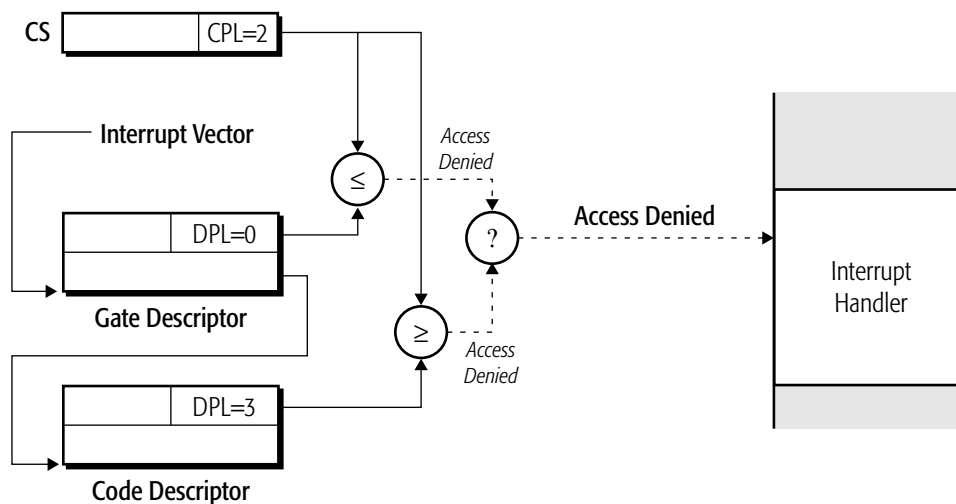 CS
CPL=2
Interrupt Vector
Access
Denied
≤
DPL=0
?
Access Denied
Interrupt
Handler
Gate Descriptor
≥
Access
Denied
DPL=3
Code Descriptor